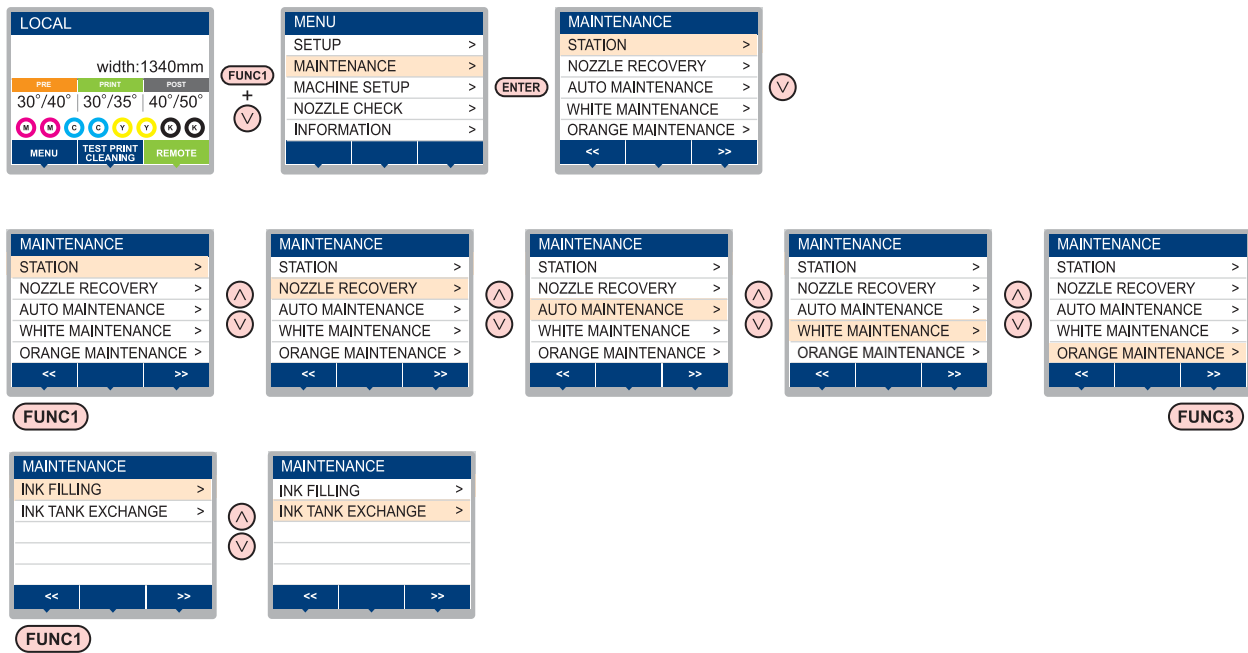 LOCAL
width:1340mm
PRE PRINT POST
30°/40° 30°/35° 40°/50°
M M C C Y Y K K
MENU TEST PRINT CLEANING REMOTE
FUNC1
+
MENU
SETUP >
MAINTENANCE >
MACHINE SETUP >
NOZZLE CHECK >
INFORMATION >
ENTER
MAINTENANCE
STATION >
NOZZLE RECOVERY >
AUTO MAINTENANCE >
WHITE MAINTENANCE >
ORANGE MAINTENANCE >
<< >>
MAINTENANCE
STATION >
NOZZLE RECOVERY >
AUTO MAINTENANCE >
WHITE MAINTENANCE >
ORANGE MAINTENANCE >
<< >>
FUNC1
MAINTENANCE
STATION >
NOZZLE RECOVERY >
AUTO MAINTENANCE >
WHITE MAINTENANCE >
ORANGE MAINTENANCE >
<< >>
MAINTENANCE
STATION >
NOZZLE RECOVERY >
AUTO MAINTENANCE >
WHITE MAINTENANCE >
ORANGE MAINTENANCE >
<< >>
MAINTENANCE
STATION >
NOZZLE RECOVERY >
AUTO MAINTENANCE >
WHITE MAINTENANCE >
ORANGE MAINTENANCE >
<< >>
MAINTENANCE
STATION >
NOZZLE RECOVERY >
AUTO MAINTENANCE >
WHITE MAINTENANCE >
ORANGE MAINTENANCE >
<< >>
FUNC3
MAINTENANCE
INK FILLING >
INK TANK EXCHANGE >
<< >>
FUNC1
MAINTENANCE
INK FILLING >
INK TANK EXCHANGE >
<< >>